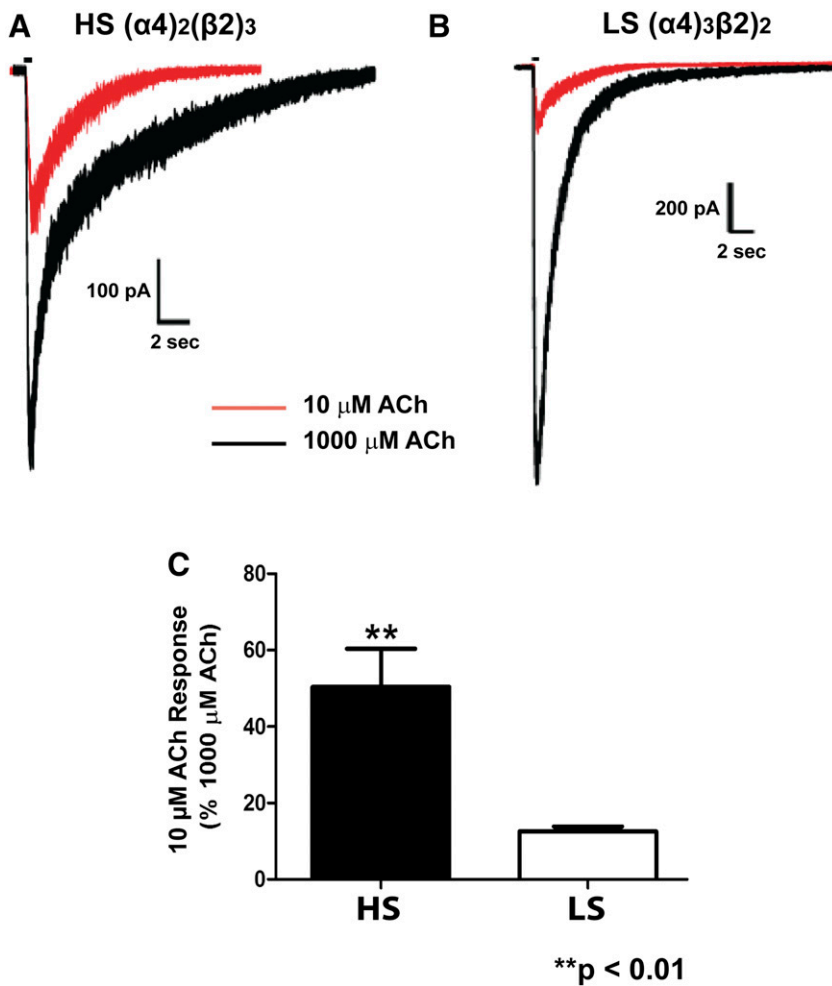 A HS (α4)2(β2)3
B LS (α4)3β2)2
100 pA
2 sec
200 pA
2 sec
10 μM ACh
1000 μM ACh
C
10 μM ACh Response
(% 1000 μM ACh)
80
60
40
20
0
**
HS LS
**p < 0.01